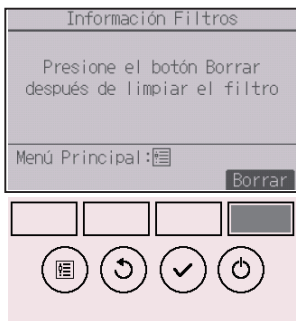 Información Filtros
Presione el botón Borrar
después de limpiar el filtro
Menú Principal:
Borrar